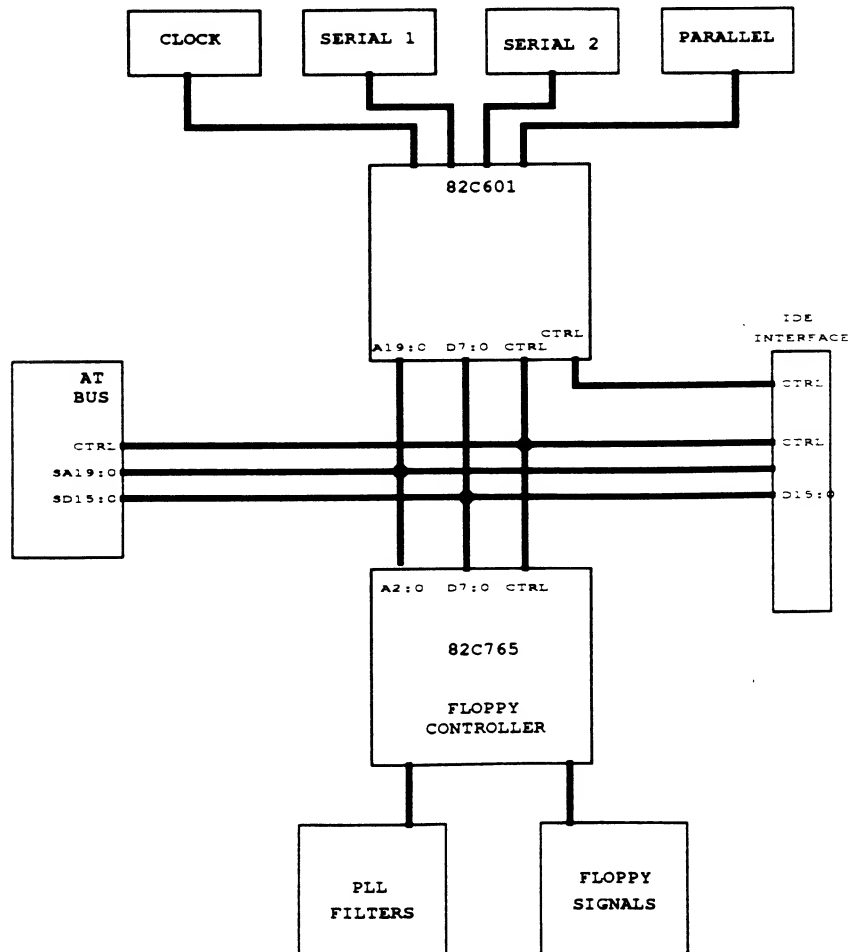 CLOCK
SERIAL 1
SERIAL 2
PARALLEL
82C601
CTRL
A19:0 D7:0 CTRL
IDE
INTERFACE
AT
BUS
CTRL
SA19:0
SD15:0
CTRL
CTRL
D15:0
A2:0 D7:0 CTRL
82C765
FLOPPY
CONTROLLER
PLL
FILTERS
FLOPPY
SIGNALS